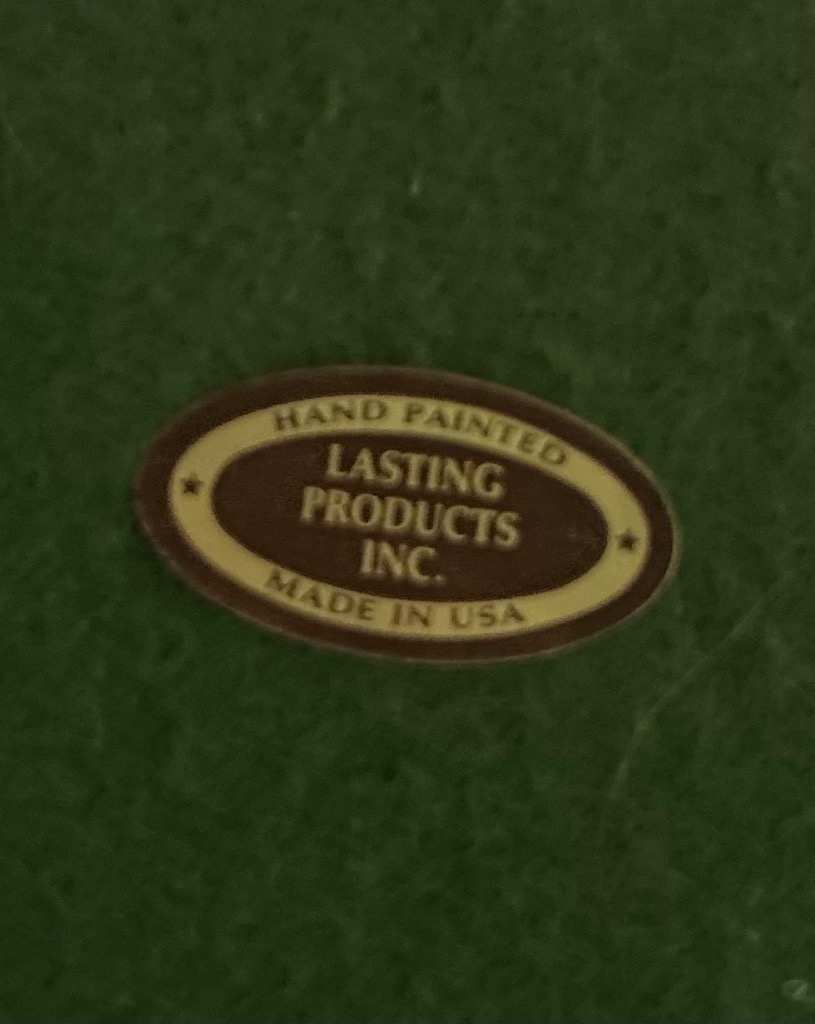 HAND PAINTED
LASTING
PRODUCTS
INC.
MADE IN USA